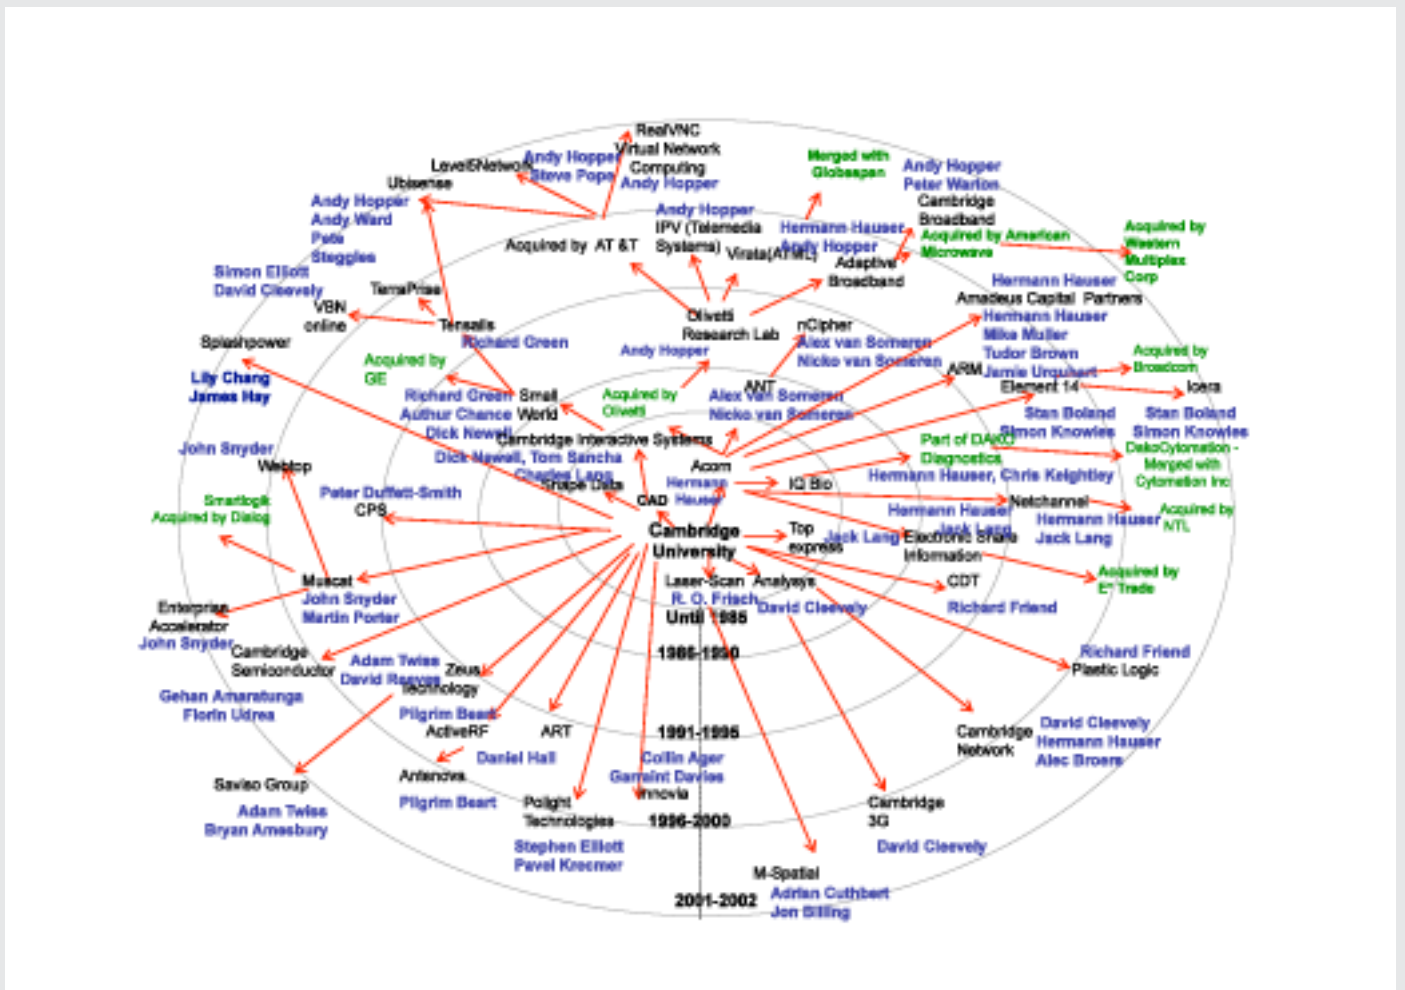 RealVNC
Virtual Network
Computing
Andy Hopper
Level5Network
Andy Hopper
Steve Pope
Ubisense
Andy Hopper
Andy Ward
Pete
Steggles
Merged with
Globespan
Andy Hopper
Peter Warton
Cambridge
Broadband
Andy Hopper
IPV (Telemedia
Systems)
Hermann Hauser
Andy Hopper
Virata(ATML)
Acquired by AT &T
Adaptive
Broadband
Acquired by American
Microwave
Acquired by
Western
Multiplex
Corp
Simon Elliott
David Cleevely
VBN
online
TerraPrise
Tensails
Richard Green
Hermann Hauser
Amadeus Capital Partners
Hermann Hauser
Mike Muller
Tudor Brown
Jamie Urquhart
Olivetti
Research Lab
nCipher
Alex van Someren
Nicko van Someren
Splashpower
Lily Chang
James Hay
Acquired by
GE
Andy Hopper
ARM
Element 14
Acquired by
Broadcom
Icera
Richard Green
Authur Chance
Dick Newell
Small
World
Acquired by
Olivetti
ANT
Alex van Someren
Nicko van Someren
Stan Boland
Simon Knowles
Stan Boland
Simon Knowles
John Snyder
Webtop
Cambridge Interactive Systems
Dick Newell, Tom Sancha
Charles Lang
Shape Data
CAD
Acorn
Hermann
Hauser
IQ Bio
Part of DAKO
Diagnostics
Hermann Hauser, Chris Keightley
DakoCytomation -
Merged with
Cytomation Inc
Smartlogik
Acquired by Dialog
Peter Duffett-Smith
CPS
Netchannel
Hermann Hauser
Jack Lang
Hermann Hauser
Jack Lang
Acquired by
NTL
Cambridge
University
Top
express
Jack Lang
Electronic Share
Information
Acquired by
E* Trade
Muscat
John Snyder
Martin Porter
Laser-Scan
R. O. Frisch
Analysys
David Cleevely
CDT
Richard Friend
Enterprise
Accelerator
John Snyder
Until 1985
Cambridge
Semiconductor
Gehan Amaratunga
Florin Udrea
Adam Twiss
David Reeves
Zeus
Technology
1986-1990
Richard Friend
Plastic Logic
Pilgrim Beart
ActiveRF
ART
1991-1995
Cambridge
Network
David Cleevely
Hermann Hauser
Alec Broers
Antenova
Pilgrim Beart
Daniel Hall
Collin Ager
Garraint Davies
Innovia
Saviso Group
Adam Twiss
Bryan Amesbury
Polight
Technologies
Stephen Elliott
Pavel Krecmer
1996-2000
Cambridge
3G
David Cleevely
M-Spatial
Adrian Cuthbert
Jon Billing
2001-2002